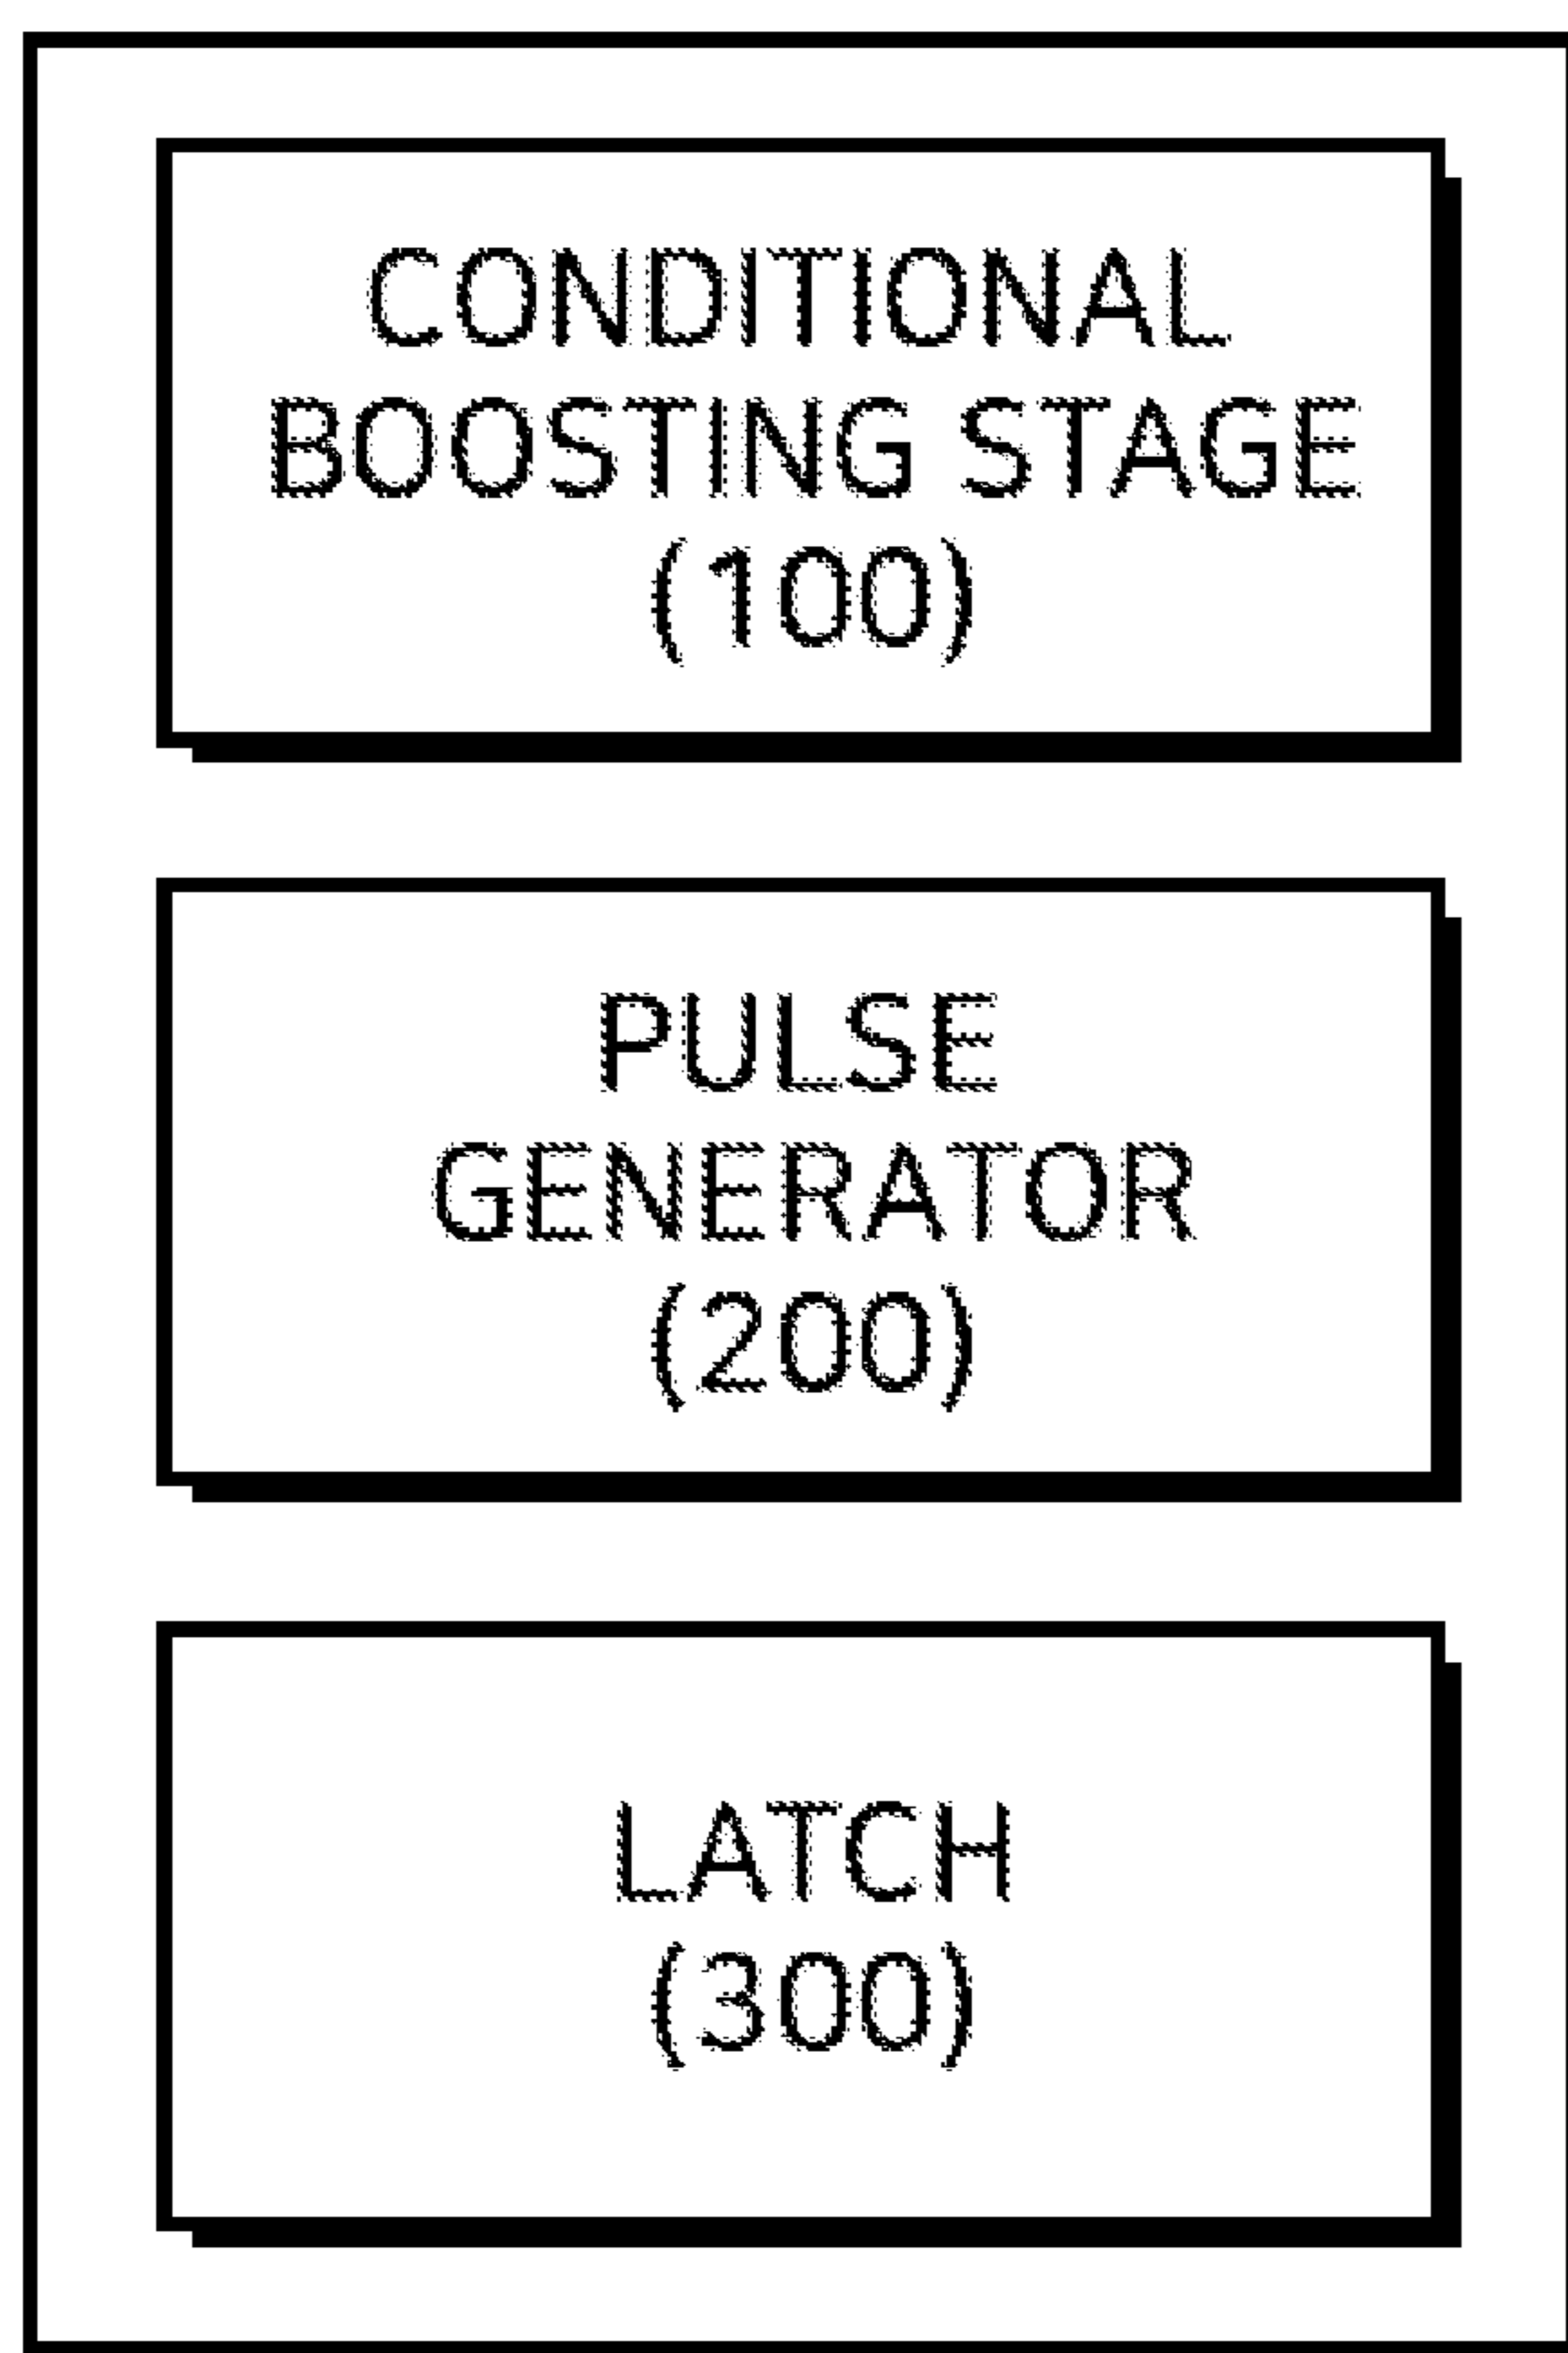 CONDITIONAL
BOOSTING STAGE
(100)
PULSE
GENERATOR
(200)
LATCH
(300)